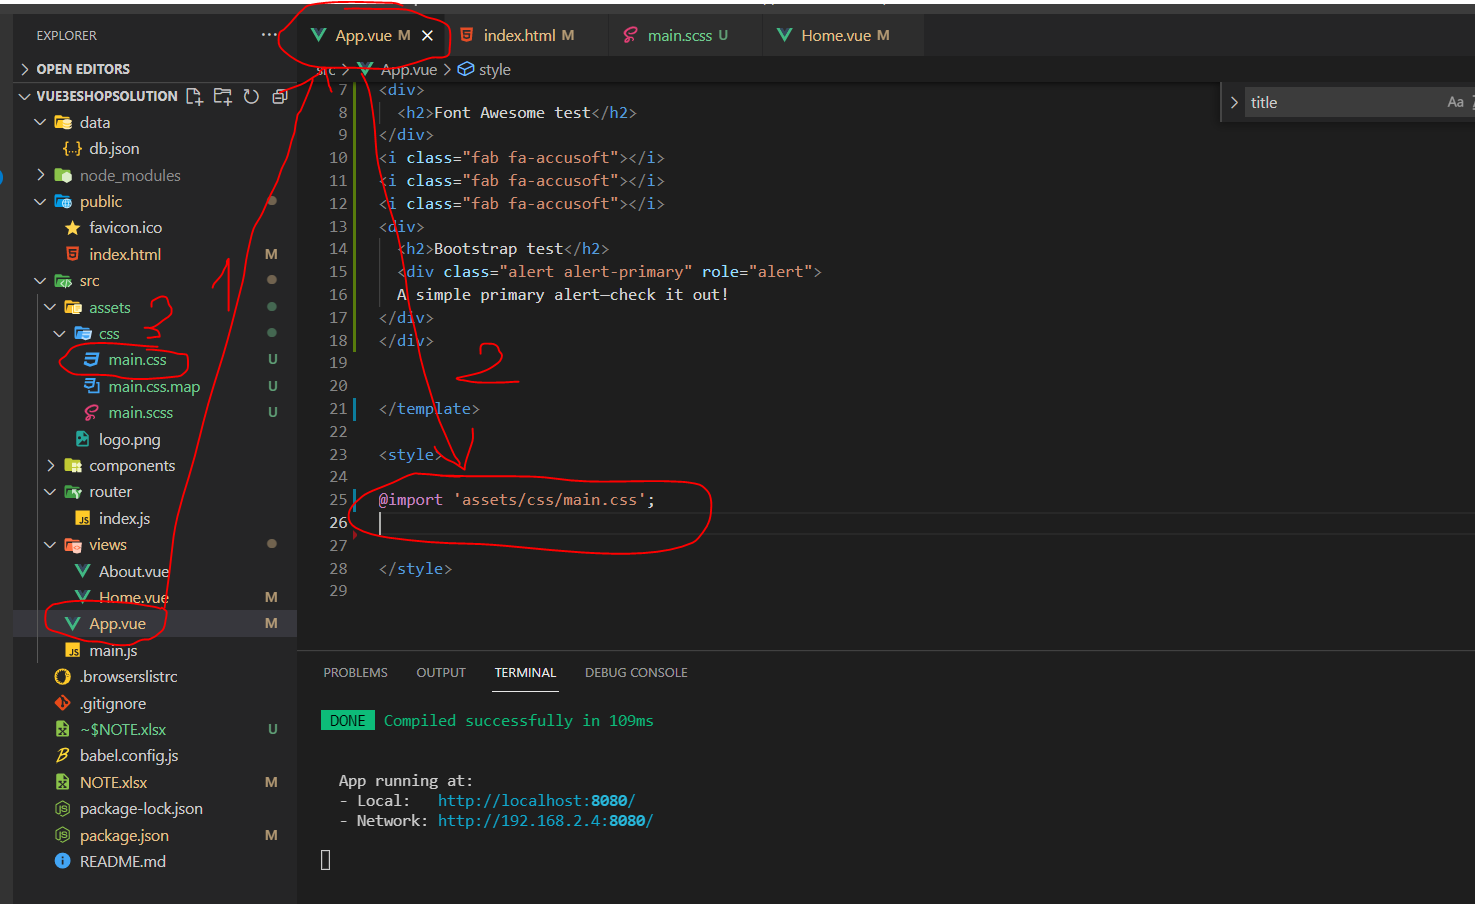 EXPLORER
···
App.vue M
index.html M
main.scss U
Home.vue M
OPEN EDITORS
src > App.vue > style
VUE3ESHOPSOLUTION
data
db.json
node_modules
public
favicon.ico
index.html M
src
assets
css
main.css U
main.css.map U
main.scss U
logo.png
components
router
index.js
views
About.vue
Home.vue M
App.vue M
main.js
.browserslistrc
.gitignore
~$NOTE.xlsx U
babel.config.js
NOTE.xlsx M
package-lock.json
package.json M
README.md
1
2
3
title Aa
7 <div>
8 <h2>Font Awesome test</h2>
9 </div>
10 <i class="fab fa-accusoft"></i>
11 <i class="fab fa-accusoft"></i>
12 <i class="fab fa-accusoft"></i>
13 <div>
14 <h2>Bootstrap test</h2>
15 <div class="alert alert-primary" role="alert">
16 A simple primary alert—check it out!
17 </div>
18 </div>
19
20
21 </template>
22
23 <style>
24
25 @import 'assets/css/main.css';
26
27
28 </style>
29
PROBLEMS OUTPUT TERMINAL DEBUG CONSOLE
DONE Compiled successfully in 109ms
App running at:
- Local: http://localhost:8080/
- Network: http://192.168.2.4:8080/